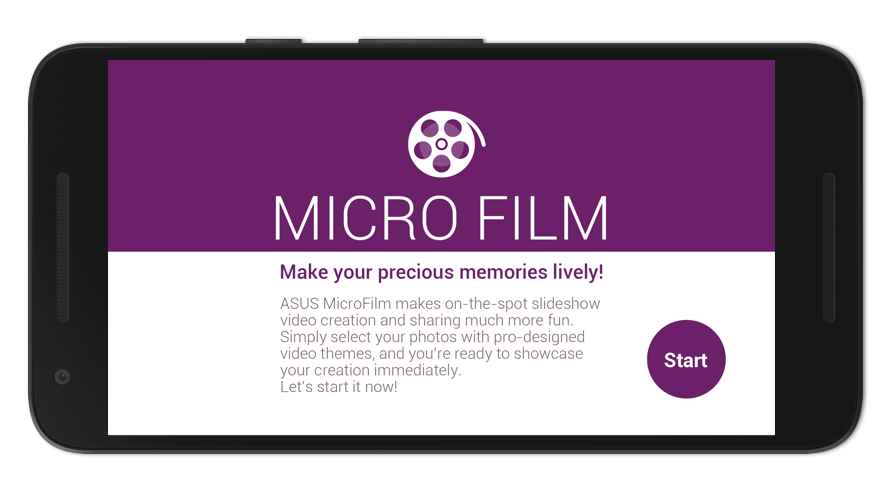 MICRO FILM
Make your precious memories lively!
ASUS MicroFilm makes on-the-spot slideshow
video creation and sharing much more fun.
Simply select your photos with pro-designed
video themes, and you're ready to showcase
your creation immediately.
Let's start it now!
Start